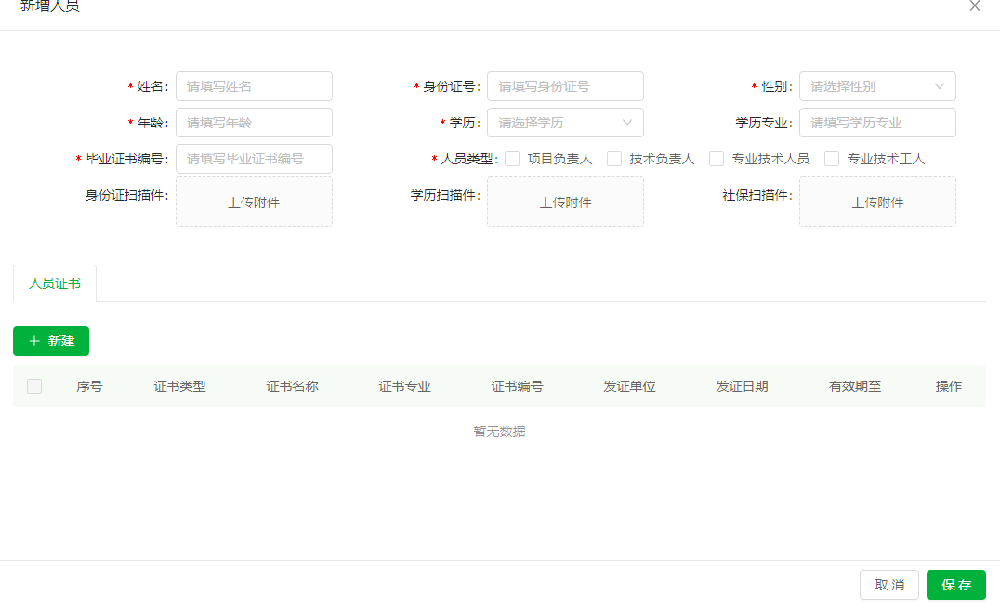 新增人员
* 姓名: 请填写姓名 * 身份证号: 请填写身份证号 * 性别: 请选择性别
* 年龄: 请填写年龄 * 学历: 请选择学历 学历专业: 请填写学历专业
* 毕业证书编号: 请填写毕业证书编号 * 人员类型: 项目负责人 技术负责人 专业技术人员 专业技术工人
身份证扫描件: 上传附件 学历扫描件: 上传附件 社保扫描件: 上传附件
人员证书
+ 新建
序号 证书类型 证书名称 证书专业 证书编号 发证单位 发证日期 有效期至 操作
暂无数据
取 消 保 存